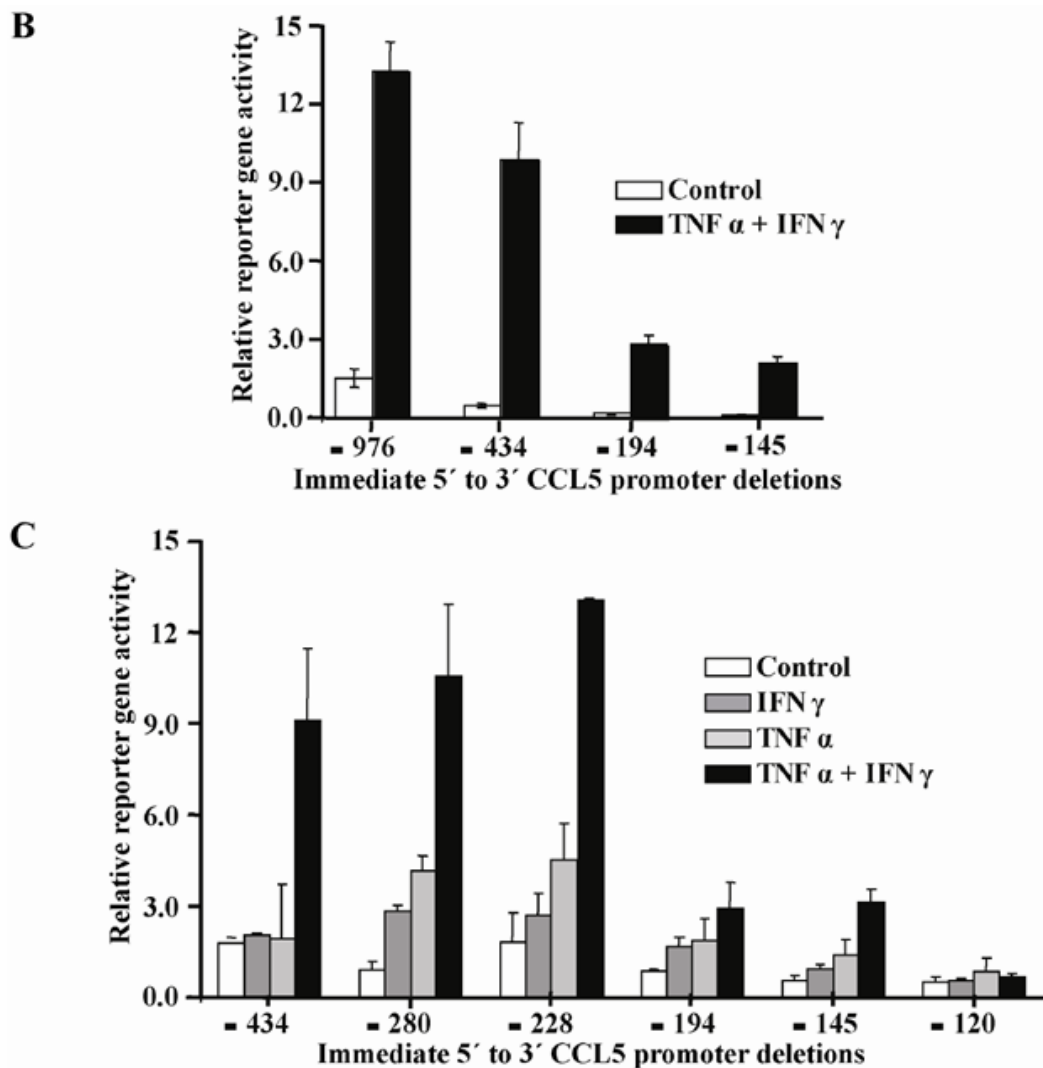 B
Relative reporter gene activity
15
12
9.0
6.0
3.0
0.0
Control
TNF α + IFN γ
- 976
- 434
- 194
- 145
Immediate 5´ to 3´ CCL5 promoter deletions
C
Relative reporter gene activity
15
12
9.0
6.0
3.0
0.0
Control
IFN γ
TNF α
TNF α + IFN γ
- 434
- 280
- 228
- 194
- 145
- 120
Immediate 5´ to 3´ CCL5 promoter deletions